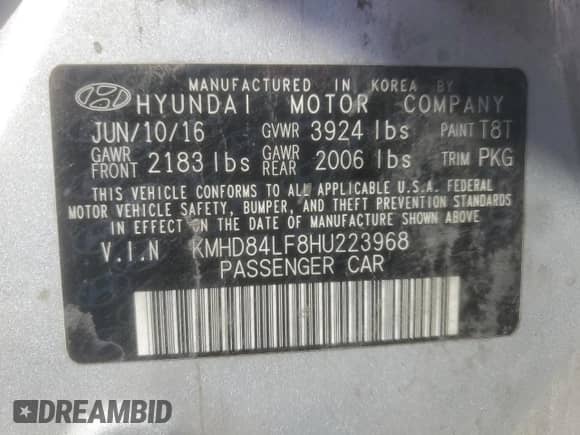 MANUFACTURED IN KOREA BY
HYUNDAI MOTOR COMPANY
JUN/10/16 GVWR 3924 lbs PAINT T8T
GAWR FRONT 2183 lbs GAWR REAR 2006 lbs TRIM PKG
THIS VEHICLE CONFORMS TO ALL APPLICABLE U.S.A. FEDERAL
MOTOR VEHICLE SAFETY, BUMPER, AND THEFT PREVENTION STANDARDS
IN EFFECT ON THE DATE OF MANUFACTURE SHOWN ABOVE.
V.I.N KMHD84LF8HU223968
PASSENGER CAR
DREAMBID